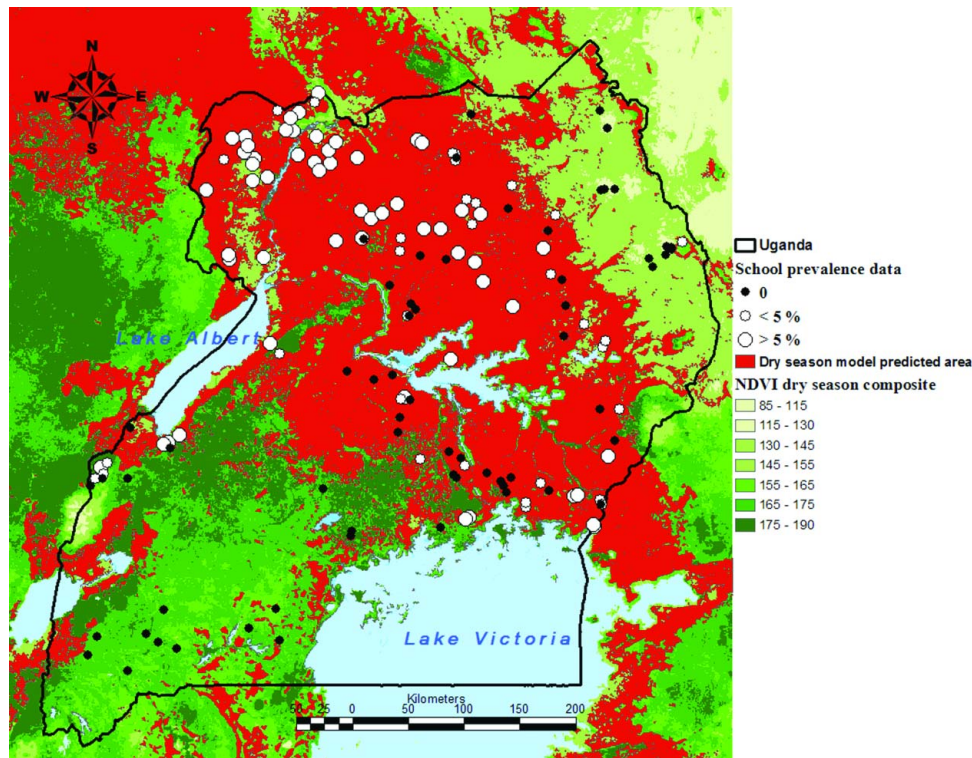 N
W E
S
Lake Albert
Lake Victoria
Kilometers
50 25 0 50 100 150 200
Uganda
School prevalence data
0
< 5 %
> 5 %
Dry season model predicted area
NDVI dry season composite
85 - 115
115 - 130
130 - 145
145 - 155
155 - 165
165 - 175
175 - 190